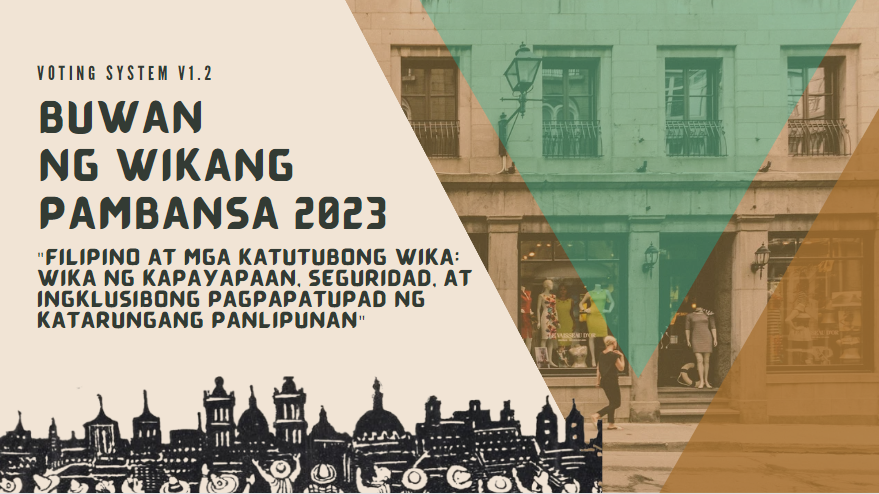 VOTING SYSTEM V1.2
BUWAN
NG WIKANG
PAMBANSA 2023
"FILIPINO AT MGA KATUTUBONG WIKA:
WIKA NG KAPAYAPAAN, SEGURIDAD, AT
INGKLUSIBONG PAGPAPATUPAD NG
KATARUNGANG PANLIPUNAN"